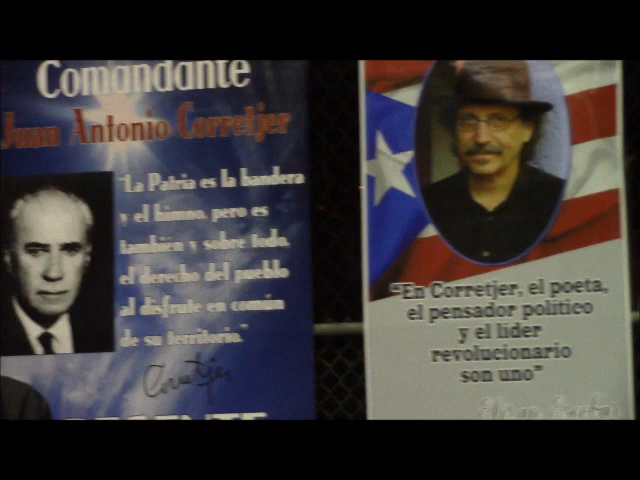 Comandante
Juan Antonio Corretjer
"La Patria es la bandera
y el himno, pero es
también y sobre todo,
el derecho del pueblo
al disfrute en común
de su territorio."
Corretjer
"En Corretjer, el poeta,
el pensador político
y el líder
revolucionario
son uno"